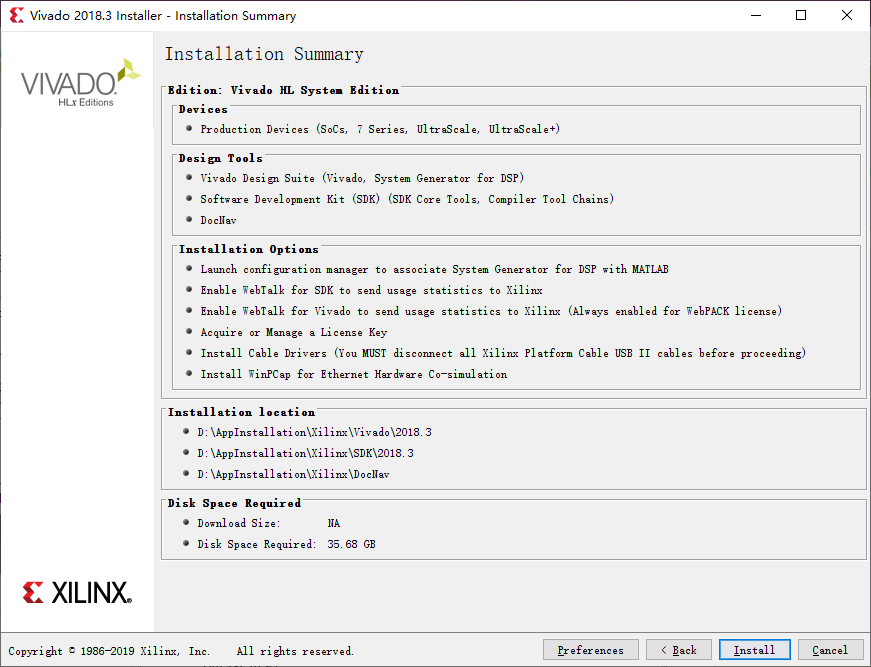 Vivado 2018.3 Installer - Installation Summary
VIVADO.
HLx Editions
Installation Summary
Edition: Vivado HL System Edition
Devices
Production Devices (SoCs, 7 Series, UltraScale, UltraScale+)
Design Tools
Vivado Design Suite (Vivado, System Generator for DSP)
Software Development Kit (SDK) (SDK Core Tools, Compiler Tool Chains)
DocNav
Installation Options
Launch configuration manager to associate System Generator for DSP with MATLAB
Enable WebTalk for SDK to send usage statistics to Xilinx
Enable WebTalk for Vivado to send usage statistics to Xilinx (Always enabled for WebPACK license)
Acquire or Manage a License Key
Install Cable Drivers (You MUST disconnect all Xilinx Platform Cable USB II cables before proceeding)
Install WinPCap for Ethernet Hardware Co-simulation
Installation location
D:\AppInstallation\Xilinx\Vivado\2018.3
D:\AppInstallation\Xilinx\SDK\2018.3
D:\AppInstallation\Xilinx\DocNav
Disk Space Required
Download Size: NA
Disk Space Required: 35.68 GB
XILINX®
Copyright © 1986-2019 Xilinx, Inc. All rights reserved.
Preferences < Back Install Cancel